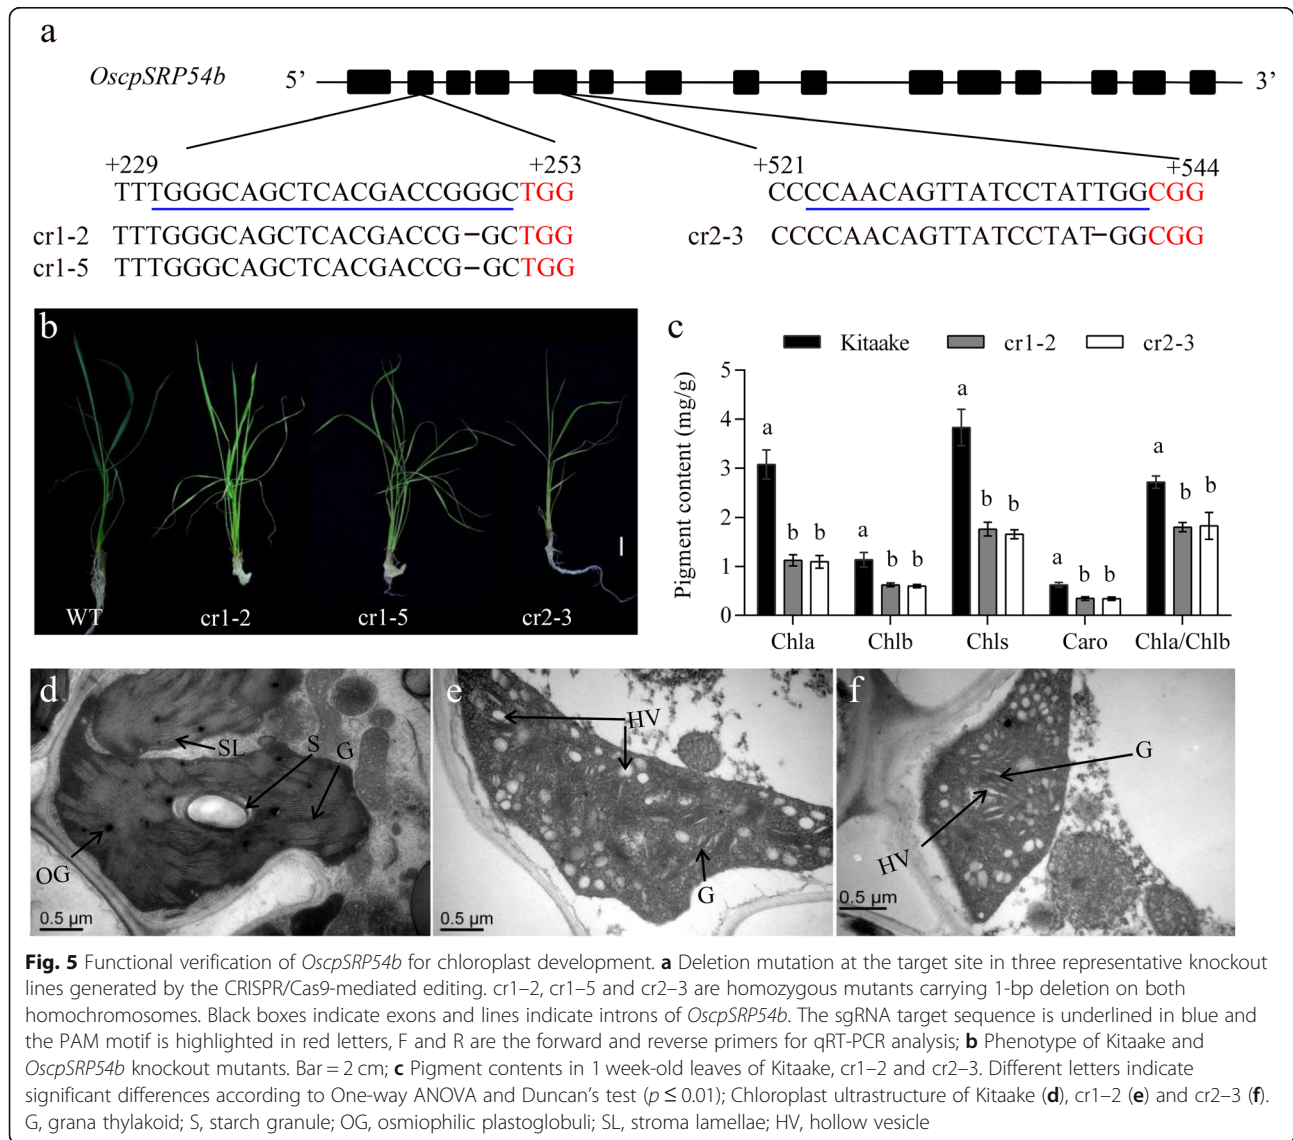 a
OscpSRP54b 5’ 3’
+229 +253 +521 +544
TTTGGGCAGCTCACGACCGGGCTGG CCCCAACAGTTATCCTATTGGCGG
cr1-2 TTTGGGCAGCTCACGACCG–GCTGG cr2-3 CCCCAACAGTTATCCTAT–GGCGG
cr1-5 TTTGGGCAGCTCACGACCG–GCTGG
b
WT cr1-2 cr1-5 cr2-3
c
Kitaake cr1-2 cr2-3
Pigment content (mg/g)
5
4
3
2
1
0
a b b a b b a b b a b b a b b
Chla Chlb Chls Caro Chla/Chlb
d
SL S G
OG
0.5 µm
e
HV
G
0.5 µm
f
G
HV
0.5 µm
Fig. 5 Functional verification of OscpSRP54b for chloroplast development. a Deletion mutation at the target site in three representative knockout
lines generated by the CRISPR/Cas9-mediated editing. cr1–2, cr1–5 and cr2–3 are homozygous mutants carrying 1-bp deletion on both
homochromosomes. Black boxes indicate exons and lines indicate introns of OscpSRP54b. The sgRNA target sequence is underlined in blue and
the PAM motif is highlighted in red letters, F and R are the forward and reverse primers for qRT-PCR analysis; b Phenotype of Kitaake and
OscpSRP54b knockout mutants. Bar = 2 cm; c Pigment contents in 1 week-old leaves of Kitaake, cr1–2 and cr2–3. Different letters indicate
significant differences according to One-way ANOVA and Duncan’s test (p ≤ 0.01); Chloroplast ultrastructure of Kitaake (d), cr1–2 (e) and cr2–3 (f).
G, grana thylakoid; S, starch granule; OG, osmiophilic plastoglobuli; SL, stroma lamellae; HV, hollow vesicle